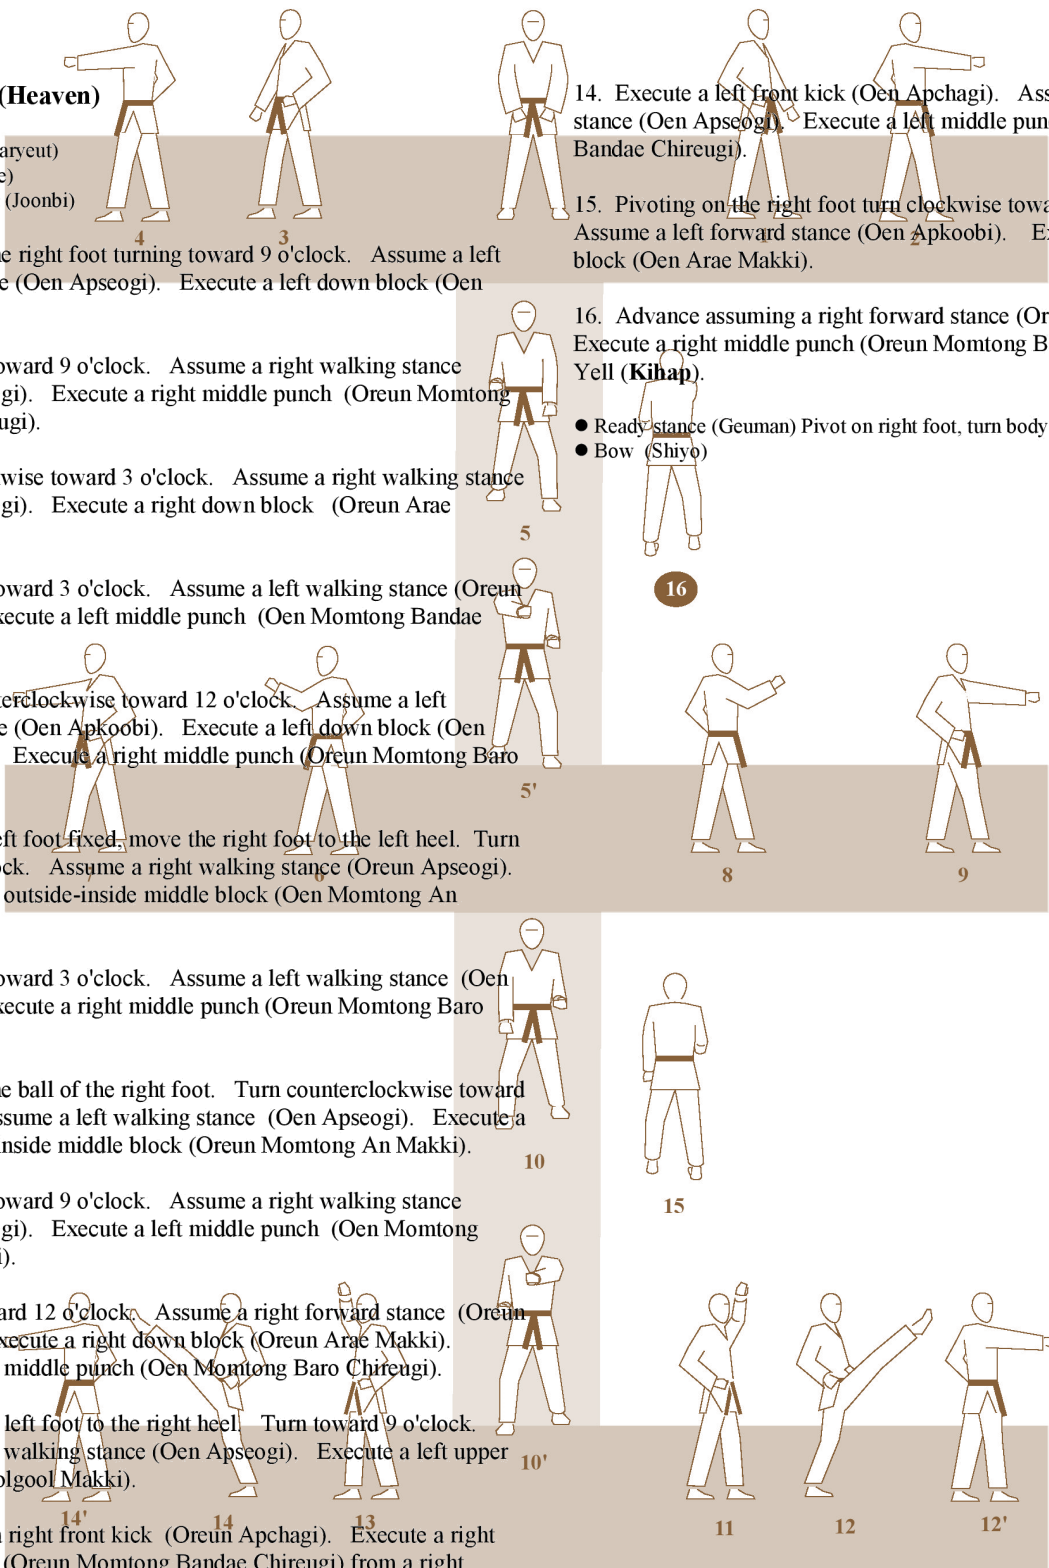 (Heaven)
aryeut)
e)
(Joonbi)
e right foot turning toward 9 o'clock. Assume a left
e (Oen Apseogi). Execute a left down block (Oen
oward 9 o'clock. Assume a right walking stance
gi). Execute a right middle punch (Oreun Momtong
ugi).
wise toward 3 o'clock. Assume a right walking stance
gi). Execute a right down block (Oreun Arae
oward 3 o'clock. Assume a left walking stance (Oreun
xecute a left middle punch (Oen Momtong Bandae
terclockwise toward 12 o'clock. Assume a left
e (Oen Apkoobi). Execute a left down block (Oen
Execute a right middle punch (Oreun Momtong Baro
eft foot fixed, move the right foot to the left heel. Turn
ock. Assume a right walking stance (Oreun Apseogi).
outside-inside middle block (Oen Momtong An
oward 3 o'clock. Assume a left walking stance (Oen
xecute a right middle punch (Oreun Momtong Baro
e ball of the right foot. Turn counterclockwise toward
ssume a left walking stance (Oen Apseogi). Execute a
inside middle block (Oreun Momtong An Makki).
oward 9 o'clock. Assume a right walking stance
gi). Execute a left middle punch (Oen Momtong
i).
ard 12 o'clock. Assume a right forward stance (Oreun
xecute a right down block (Oreun Arae Makki).
middle punch (Oen Momtong Baro Chireugi).
left foot to the right heel. Turn toward 9 o'clock.
walking stance (Oen Apseogi). Execute a left upper
olgool Makki).
right front kick (Oreun Apchagi). Execute a right
(Oreun Momtong Bandae Chireugi) from a right
14. Execute a left front kick (Oen Apchagi). Ass
stance (Oen Apseogi). Execute a left middle pun
Bandae Chireugi).
15. Pivoting on the right foot turn clockwise towa
Assume a left forward stance (Oen Apkoobi). Ex
block (Oen Arae Makki).
16. Advance assuming a right forward stance (Or
Execute a right middle punch (Oreun Momtong B
Yell (Kihap).
● Ready stance (Geuman) Pivot on right foot, turn body
● Bow (Shiyo)
4
3
1
2
5
16
5'
7
6
8
9
10
15
10'
14'
14
13
11
12
12'